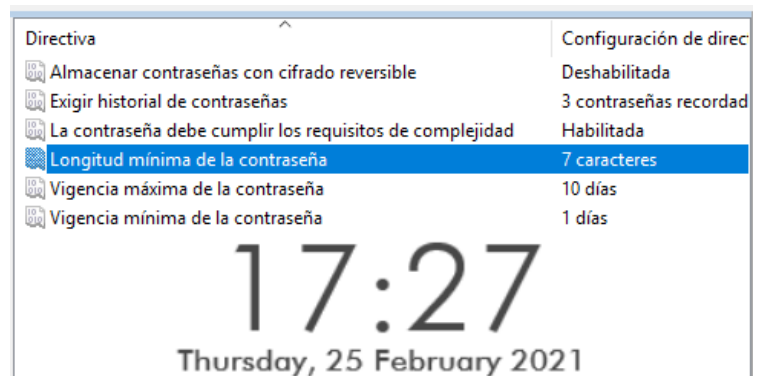 Directiva Configuración de direc
Almacenar contraseñas con cifrado reversible Deshabilitada
Exigir historial de contraseñas 3 contraseñas recordad
La contraseña debe cumplir los requisitos de complejidad Habilitada
Longitud mínima de la contraseña 7 caracteres
Vigencia máxima de la contraseña 10 días
Vigencia mínima de la contraseña 1 días
17:27
Thursday, 25 February 2021